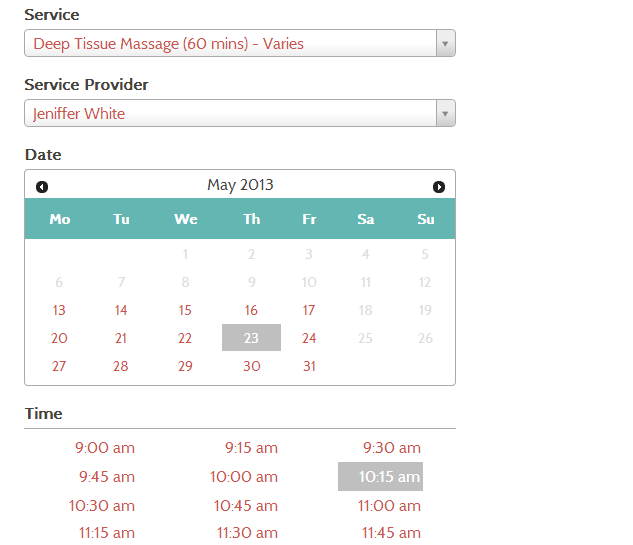 Service
Deep Tissue Massage (60 mins) - Varies
Service Provider
Jeniffer White
Date
May 2013
Mo Tu We Th Fr Sa Su
1 2 3 4 5
6 7 8 9 10 11 12
13 14 15 16 17 18 19
20 21 22 23 24 25 26
27 28 29 30 31
Time
9:00 am 9:15 am 9:30 am
9:45 am 10:00 am 10:15 am
10:30 am 10:45 am 11:00 am
11:15 am 11:30 am 11:45 am